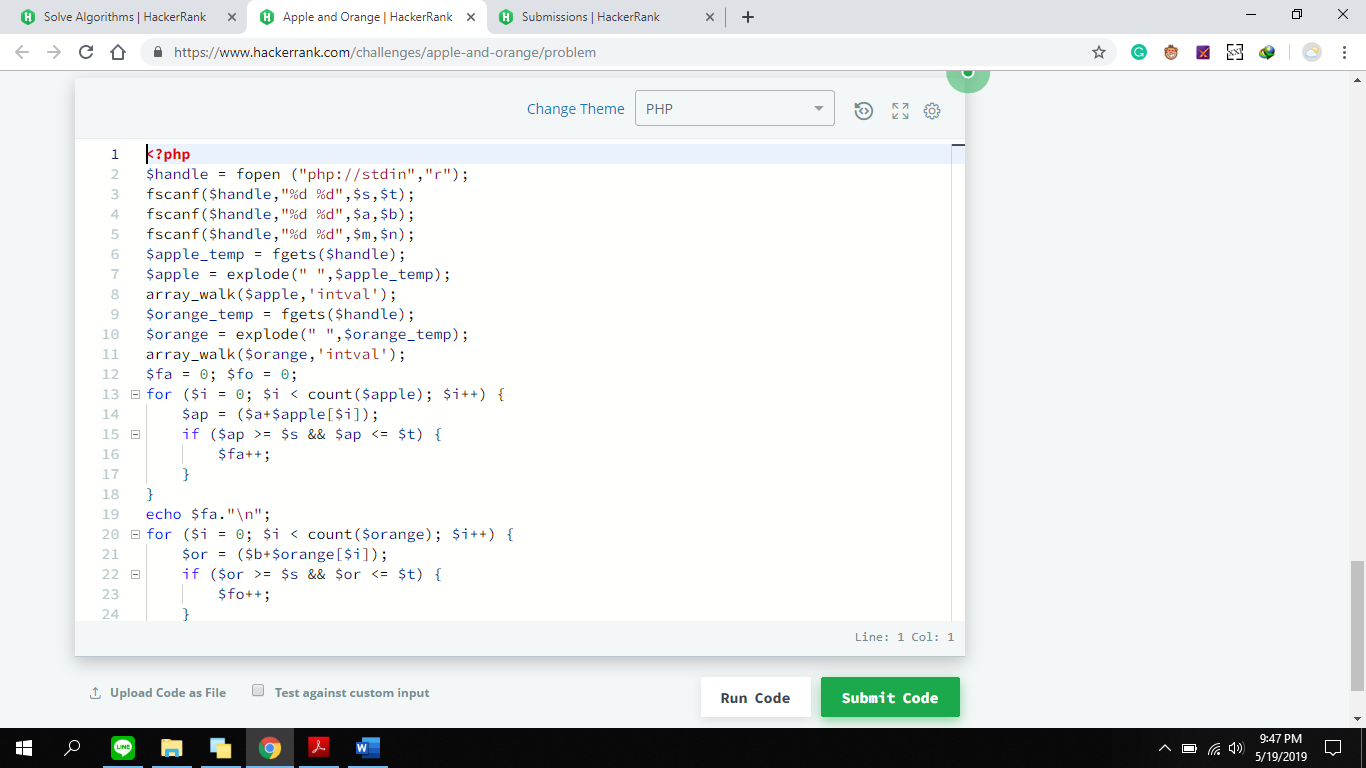 Solve Algorithms | HackerRank
Apple and Orange | HackerRank
Submissions | HackerRank
https://www.hackerrank.com/challenges/apple-and-orange/problem
Change Theme
PHP
1 <?php
2 $handle = fopen ("php://stdin","r");
3 fscanf($handle,"%d %d",$s,$t);
4 fscanf($handle,"%d %d",$a,$b);
5 fscanf($handle,"%d %d",$m,$n);
6 $apple_temp = fgets($handle);
7 $apple = explode(" ",$apple_temp);
8 array_walk($apple,'intval');
9 $orange_temp = fgets($handle);
10 $orange = explode(" ",$orange_temp);
11 array_walk($orange,'intval');
12 $fa = 0; $fo = 0;
13 for ($i = 0; $i < count($apple); $i++) {
14 $ap = ($a+$apple[$i]);
15 if ($ap >= $s && $ap <= $t) {
16 $fa++;
17 }
18 }
19 echo $fa."\n";
20 for ($i = 0; $i < count($orange); $i++) {
21 $or = ($b+$orange[$i]);
22 if ($or >= $s && $or <= $t) {
23 $fo++;
24 }
Line: 1 Col: 1
Upload Code as File
Test against custom input
Run Code
Submit Code
LINE
9:47 PM
5/19/2019